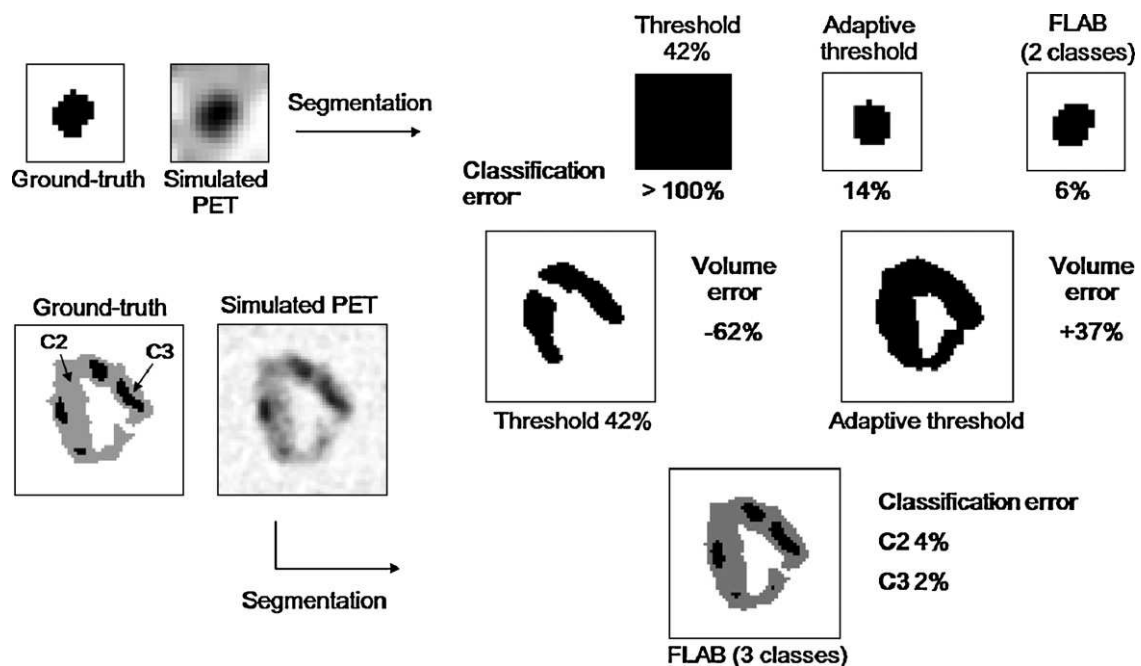 Threshold
42%
Adaptive
threshold
FLAB
(2 classes)
Segmentation
Ground-truth
Simulated
PET
Classification
error
> 100%
14%
6%
Ground-truth
C2
C3
Simulated PET
Volume
error
-62%
Threshold 42%
Volume
error
+37%
Adaptive threshold
Segmentation
Classification error
C2 4%
C3 2%
FLAB (3 classes)